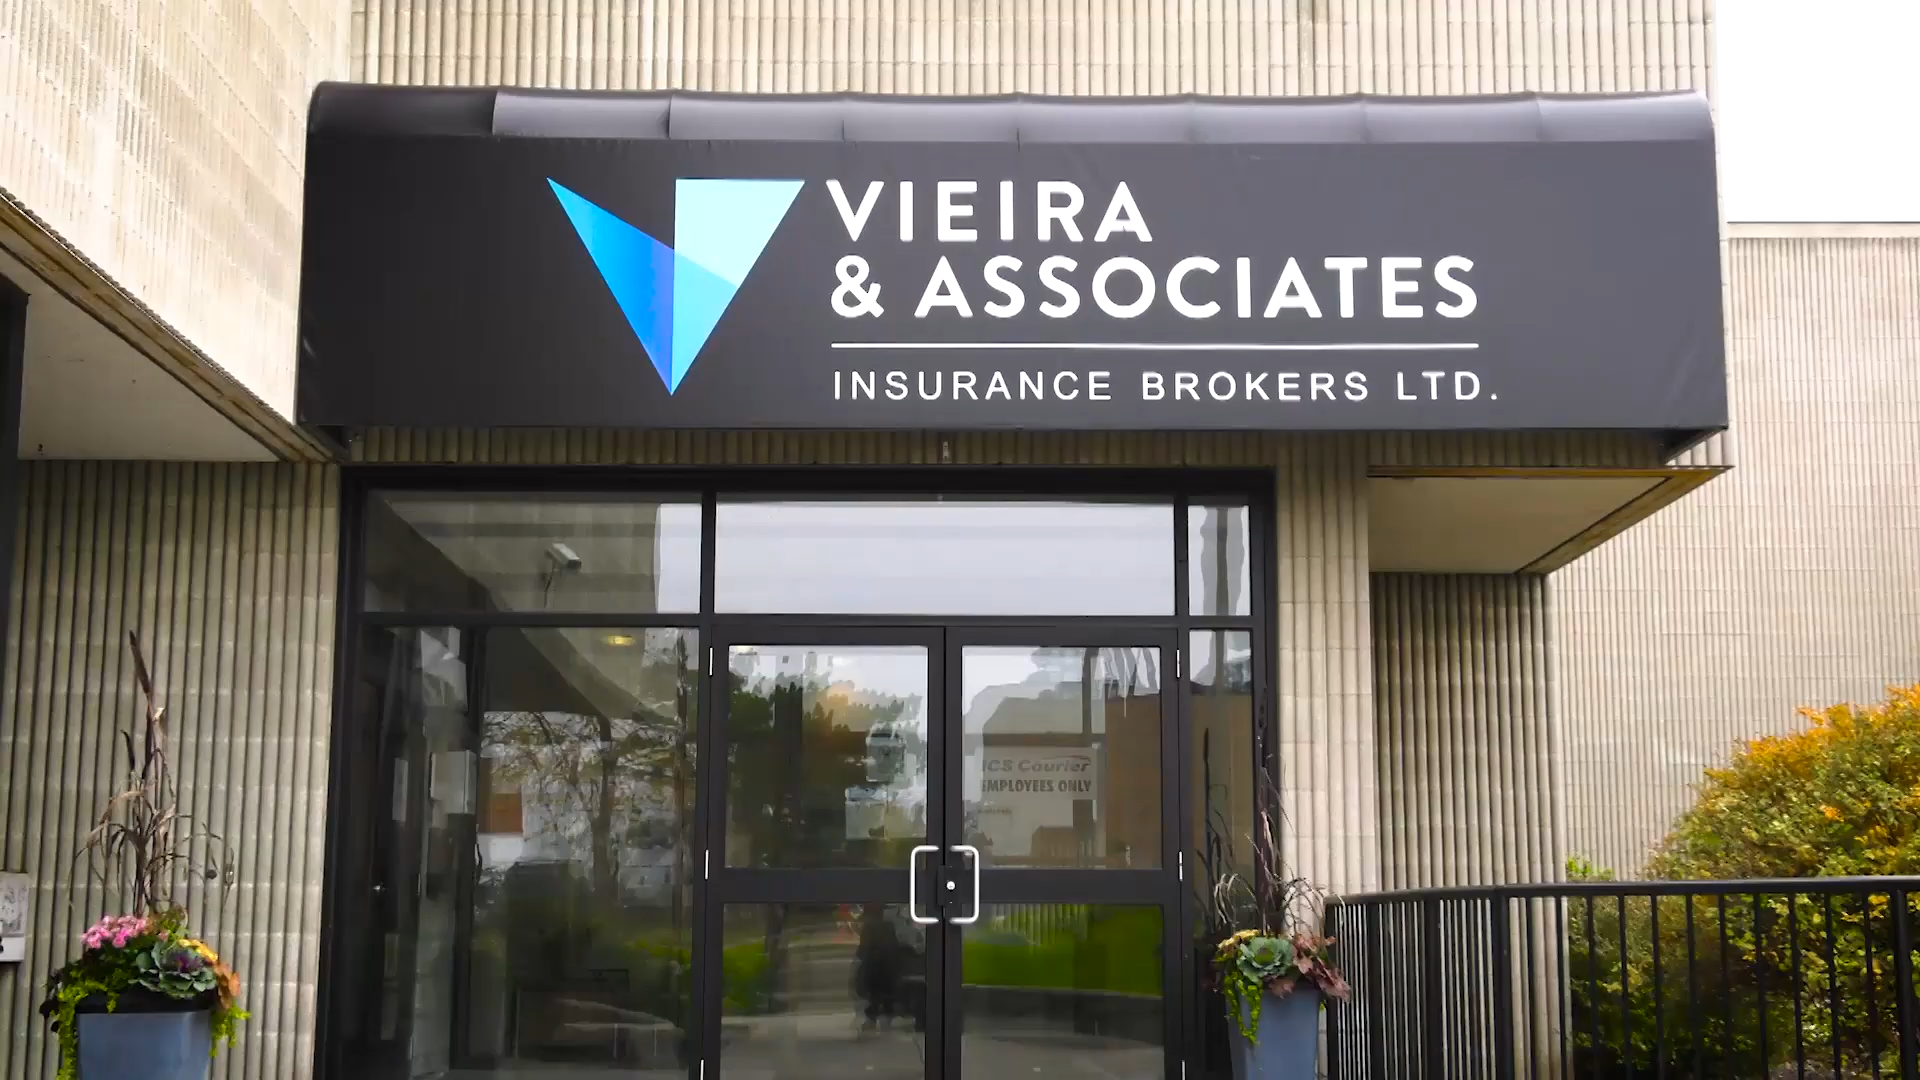 VIEIRA
& ASSOCIATES
INSURANCE BROKERS LTD.
ICS Courier
EMPLOYEES ONLY